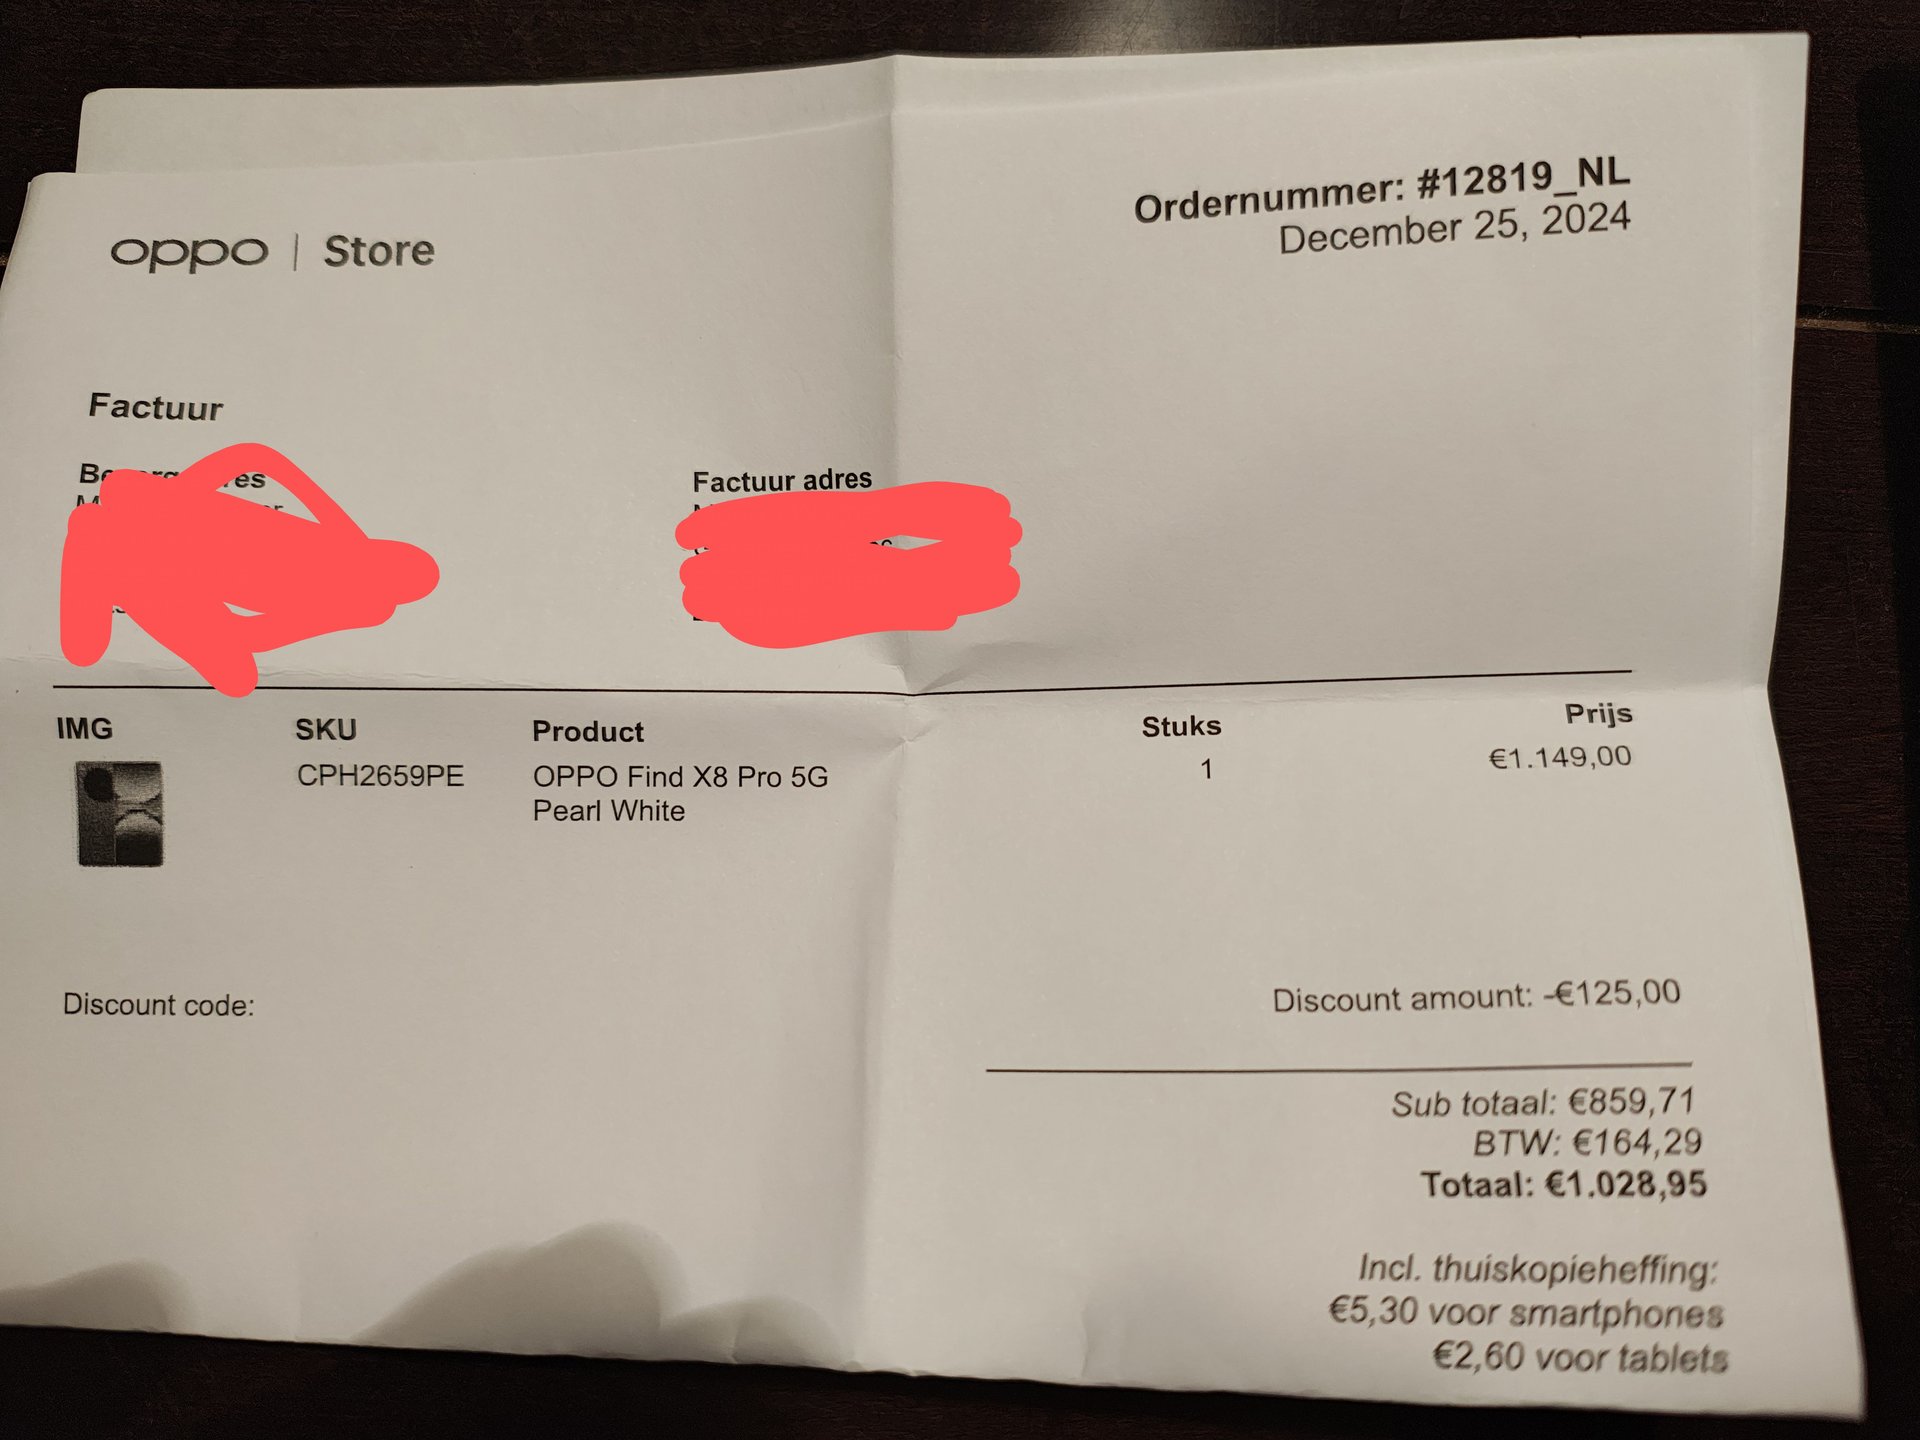 Ordernummer: #12819_NL
December 25, 2024
oppo | Store
Factuur
Factuur adres
IMG SKU Product Stuks Prijs
CPH2659PE OPPO Find X8 Pro 5G 1 €1.149,00
Pearl White
Discount code:
Discount amount: -€125,00
Sub totaal: €859,71
BTW: €164,29
Totaal: €1.028,95
Incl. thuiskopieheffing:
€5,30 voor smartphones
€2,60 voor tablets